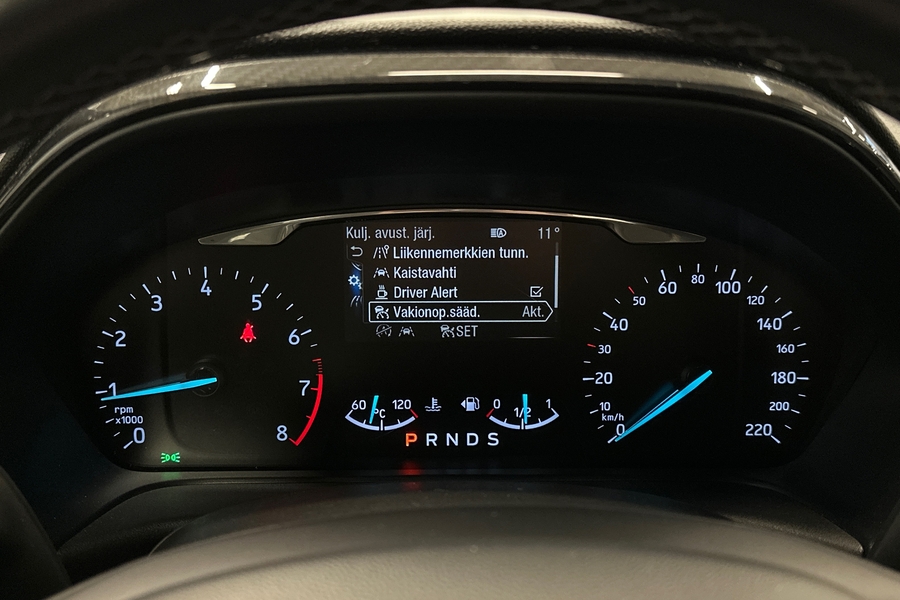 Kulj. avust. järj. 11°
Liikennemerkkien tunn.
Kaistavahti
Driver Alert
Vakionop.sääd. Akt.
SET
0 1 2 3 4 5 6 7 8
rpm
x1000
60 °C 120
0 1/2 1
P R N D S
0 10 20 30 40 50 60 80 100 120 140 160 180 200 220
km/h